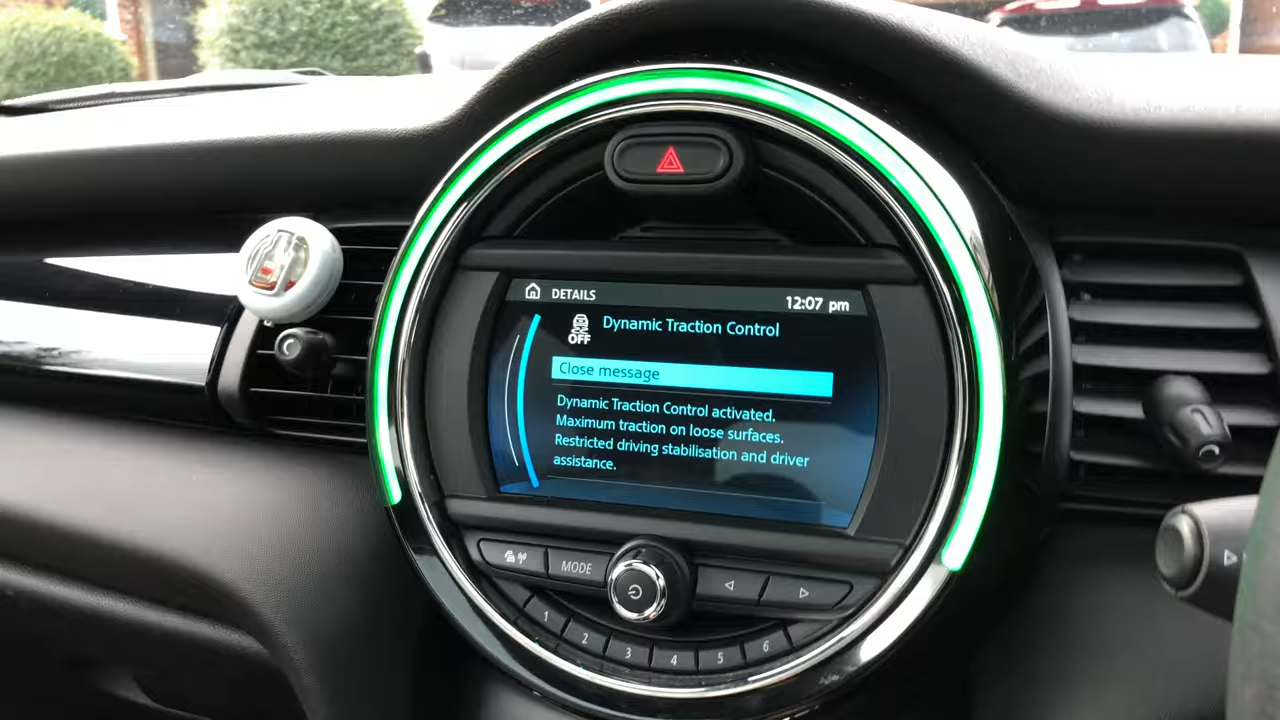 DETAILS
12:07 pm
OFF
Dynamic Traction Control
Close message
Dynamic Traction Control activated.
Maximum traction on loose surfaces.
Restricted driving stabilisation and driver
assistance.
MODE
1
2
3
4
5
6